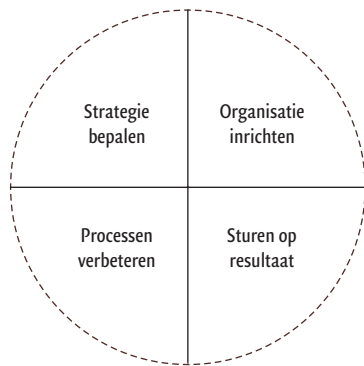 Strategie
bepalen
Organisatie
inrichten
Processen
verbeteren
Sturen op
resultaat